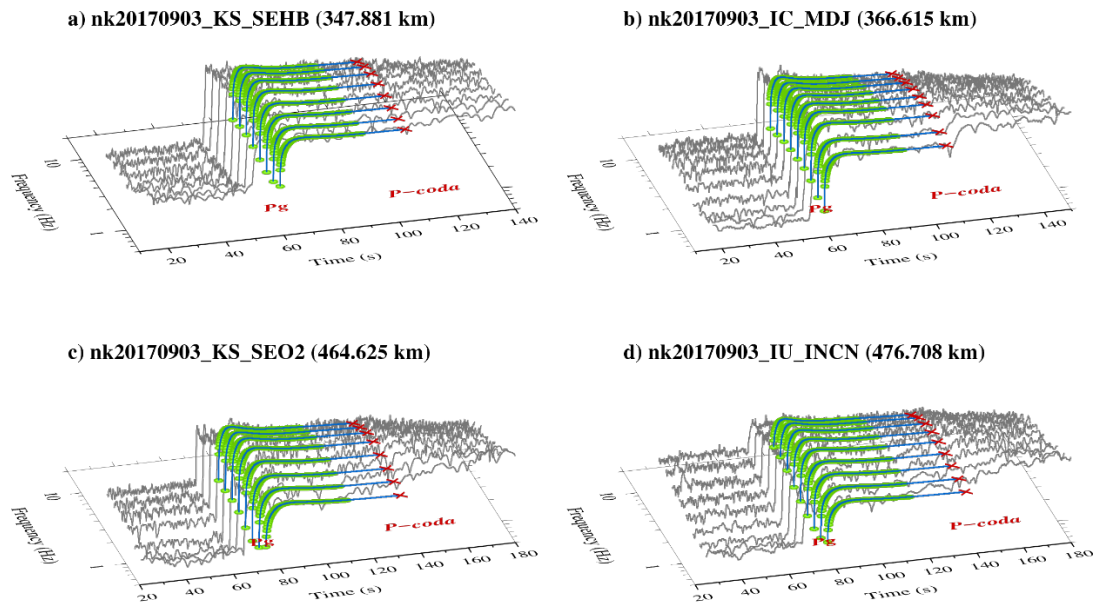 a) nk20170903_KS_SEHB (347.881 km)
b) nk20170903_IC_MDJ (366.615 km)
10
1
Frequency (Hz)
Pg
P-coda
20
40
60
80
100
120
140
Time (s)
10
1
Frequency (Hz)
Pg
P-coda
20
40
60
80
100
120
140
Time (s)
c) nk20170903_KS_SEO2 (464.625 km)
d) nk20170903_IU_INCN (476.708 km)
10
1
Frequency (Hz)
Pg
P-coda
20
40
60
80
100
120
140
160
180
Time (s)
10
1
Frequency (Hz)
Pg
P-coda
20
40
60
80
100
120
140
160
180
Time (s)